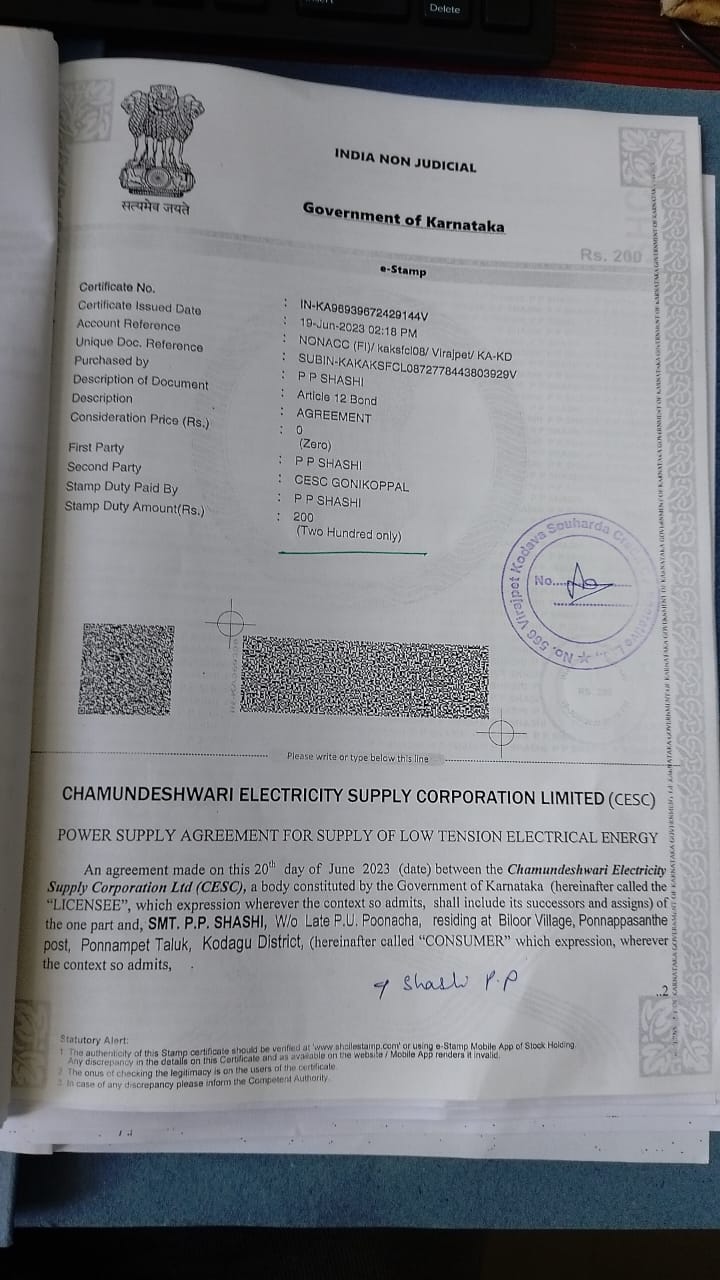 Delete
सत्यमेव जयते
INDIA NON JUDICIAL
Government of Karnataka
Rs. 200
e-Stamp
Certificate No. : IN-KA96939672429144V
Certificate Issued Date : 19-Jun-2023 02:18 PM
Account Reference : NONACC (FI)/ kaksfcl08/ Virajpet/ KA-KD
Unique Doc. Reference : SUBIN-KAKAKSFCL0872778443803929V
Purchased by : P P SHASHI
Description of Document : Article 12 Bond
Description : AGREEMENT
Consideration Price (Rs.) : 0
(Zero)
First Party : P P SHASHI
Second Party : CESC GONIKOPPAL
Stamp Duty Paid By : P P SHASHI
Stamp Duty Amount(Rs.) : 200
(Two Hundred only)
No. 566 Virajpet Kodava Souharda
No.
Please write or type below this line
CHAMUNDESHWARI ELECTRICITY SUPPLY CORPORATION LIMITED (CESC)
POWER SUPPLY AGREEMENT FOR SUPPLY OF LOW TENSION ELECTRICAL ENERGY
An agreement made on this 20th day of June 2023 (date) between the Chamundeshwari Electricity
Supply Corporation Ltd (CESC), a body constituted by the Government of Karnataka (hereinafter called the
“LICENSEE”, which expression wherever the context so admits, shall include its successors and assigns) of
the one part and, SMT. P.P. SHASHI, W/o Late P.U. Poonacha, residing at Biloor Village, Ponnappasanthe
post, Ponnampet Taluk, Kodagu District, (hereinafter called “CONSUMER” which expression, wherever
the context so admits,
Shashi P.P
..2
Statutory Alert:
1. The authenticity of this Stamp certificate should be verified at 'www.shcilestamp.com' or using e-Stamp Mobile App of Stock Holding.
Any discrepancy in the details on this Certificate and as available on the website / Mobile App renders it invalid.
2. The onus of checking the legitimacy is on the users of the certificate.
3. In case of any discrepancy please inform the Competent Authority.